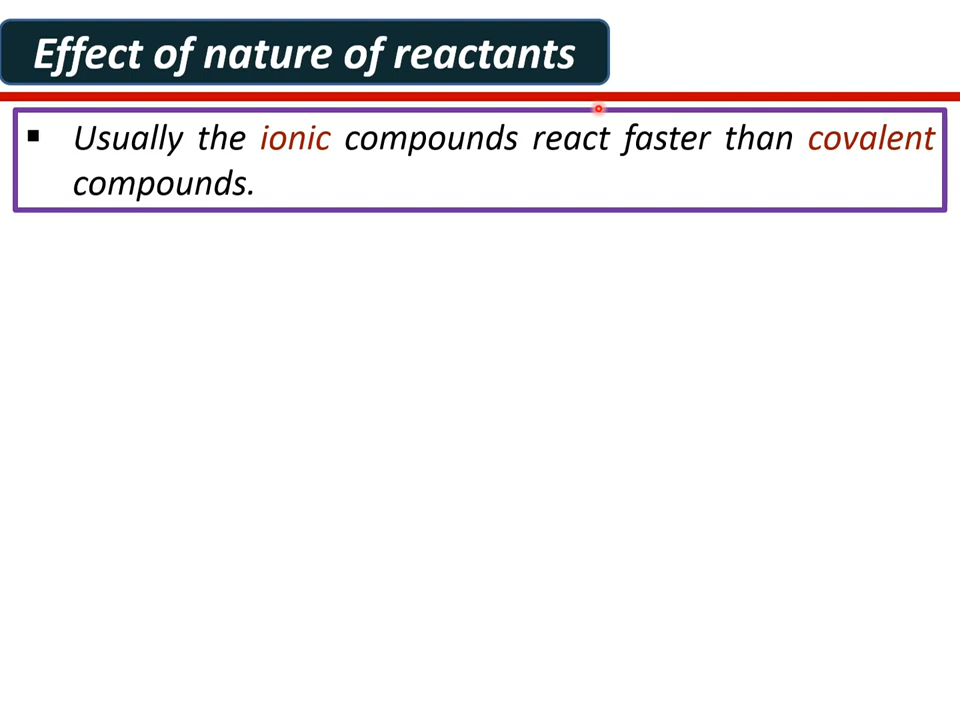 Effect of nature of reactants
▪ Usually the ionic compounds react faster than covalent
compounds.